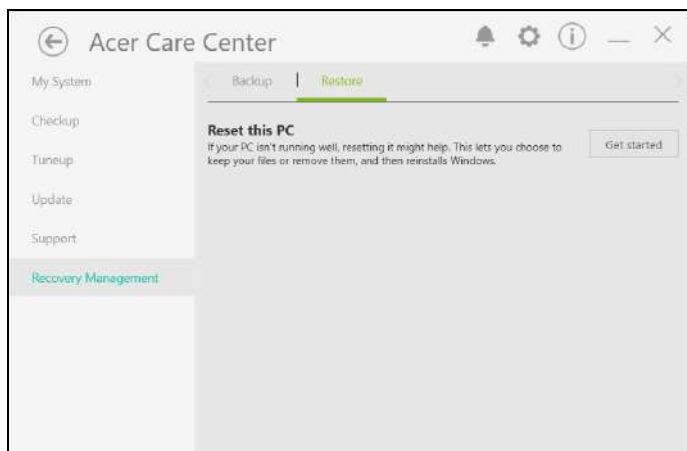 Acer Care Center
My System
Checkup
Tuneup
Update
Support
Recovery Management
Backup
Restore
Reset this PC
If your PC isn't running well, resetting it might help. This lets you choose to
keep your files or remove them, and then reinstalls Windows.
Get started